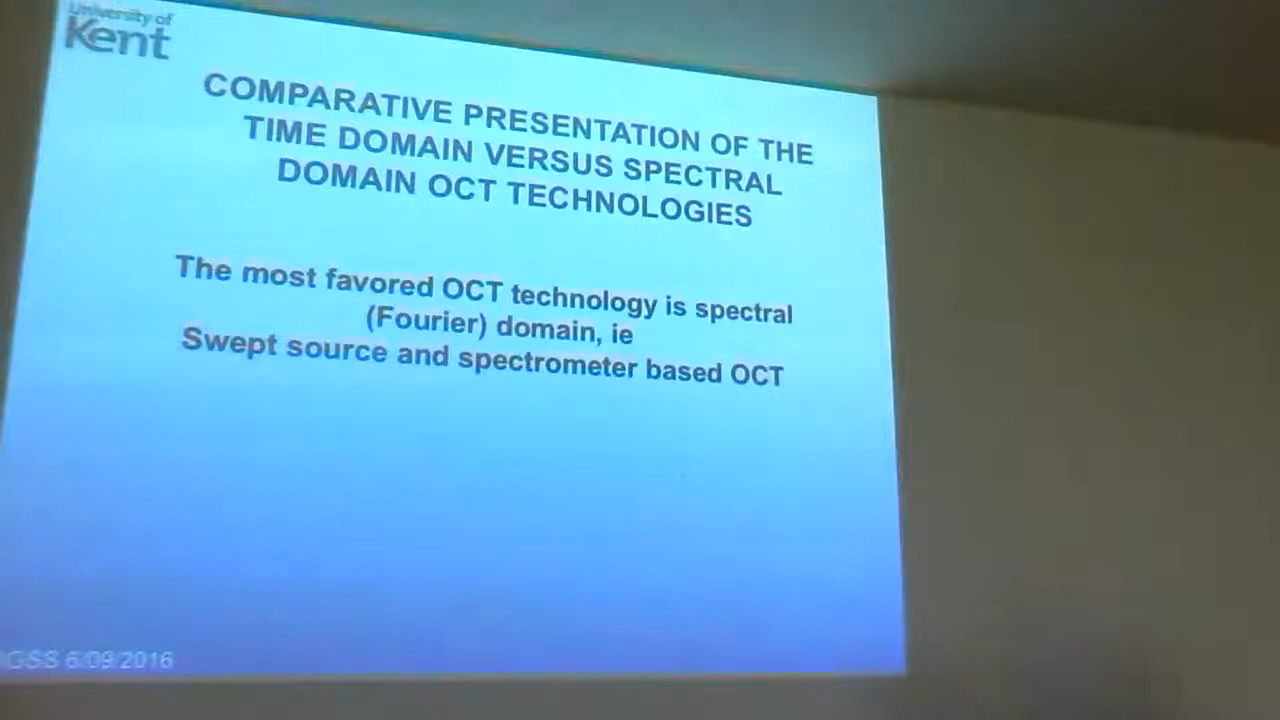 University of
Kent
COMPARATIVE PRESENTATION OF THE
TIME DOMAIN VERSUS SPECTRAL
DOMAIN OCT TECHNOLOGIES
The most favored OCT technology is spectral
(Fourier) domain, ie
Swept source and spectrometer based OCT
GSS 6/09/2016